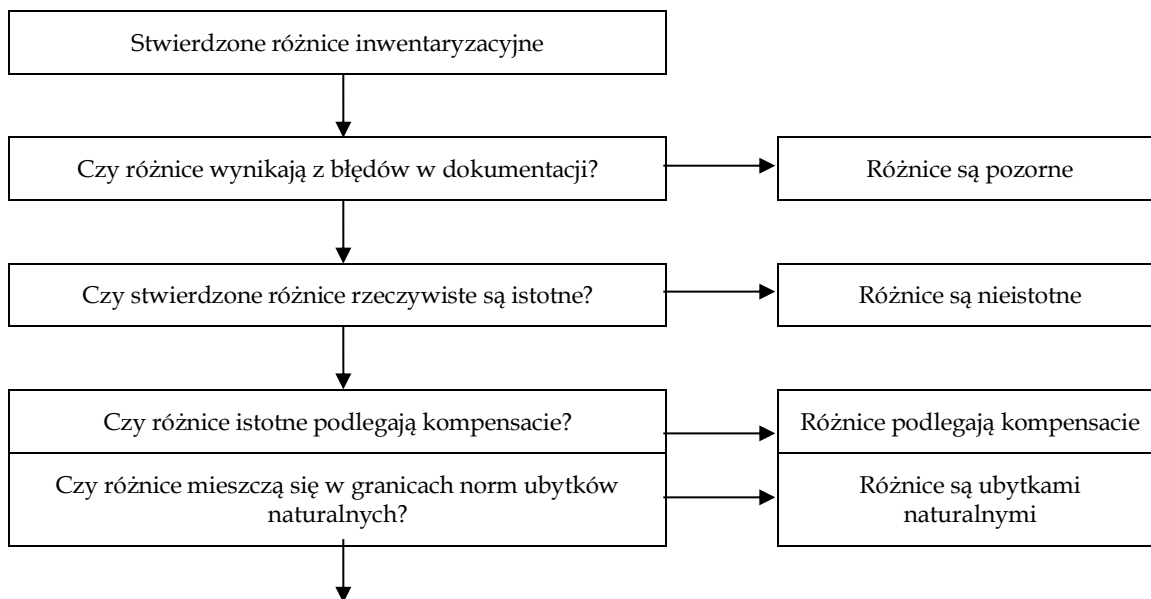 Stwierdzone różnice inwentaryzacyjne
Czy różnice wynikają z błędów w dokumentacji?
Różnice są pozorne
Czy stwierdzone różnice rzeczywiste są istotne?
Różnice są nieistotne
Czy różnice istotne podlegają kompensacie?
Różnice podlegają kompensacie
Czy różnice mieszczą się w granicach norm ubytków
naturalnych?
Różnice są ubytkami
naturalnymi